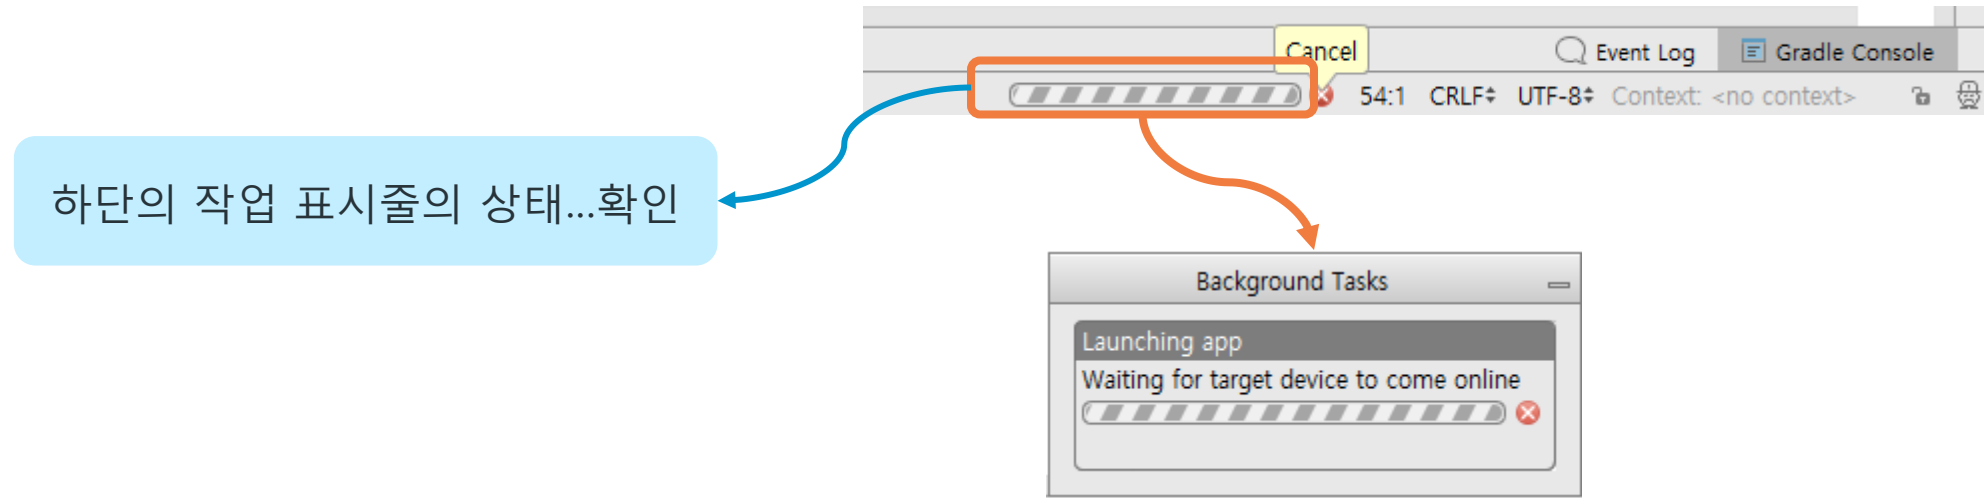 Cancel
Event Log Gradle Console
54:1 CRLF UTF-8 Context: <no context>
하단의 작업 표시줄의 상태...확인
Background Tasks
Launching app
Waiting for target device to come online